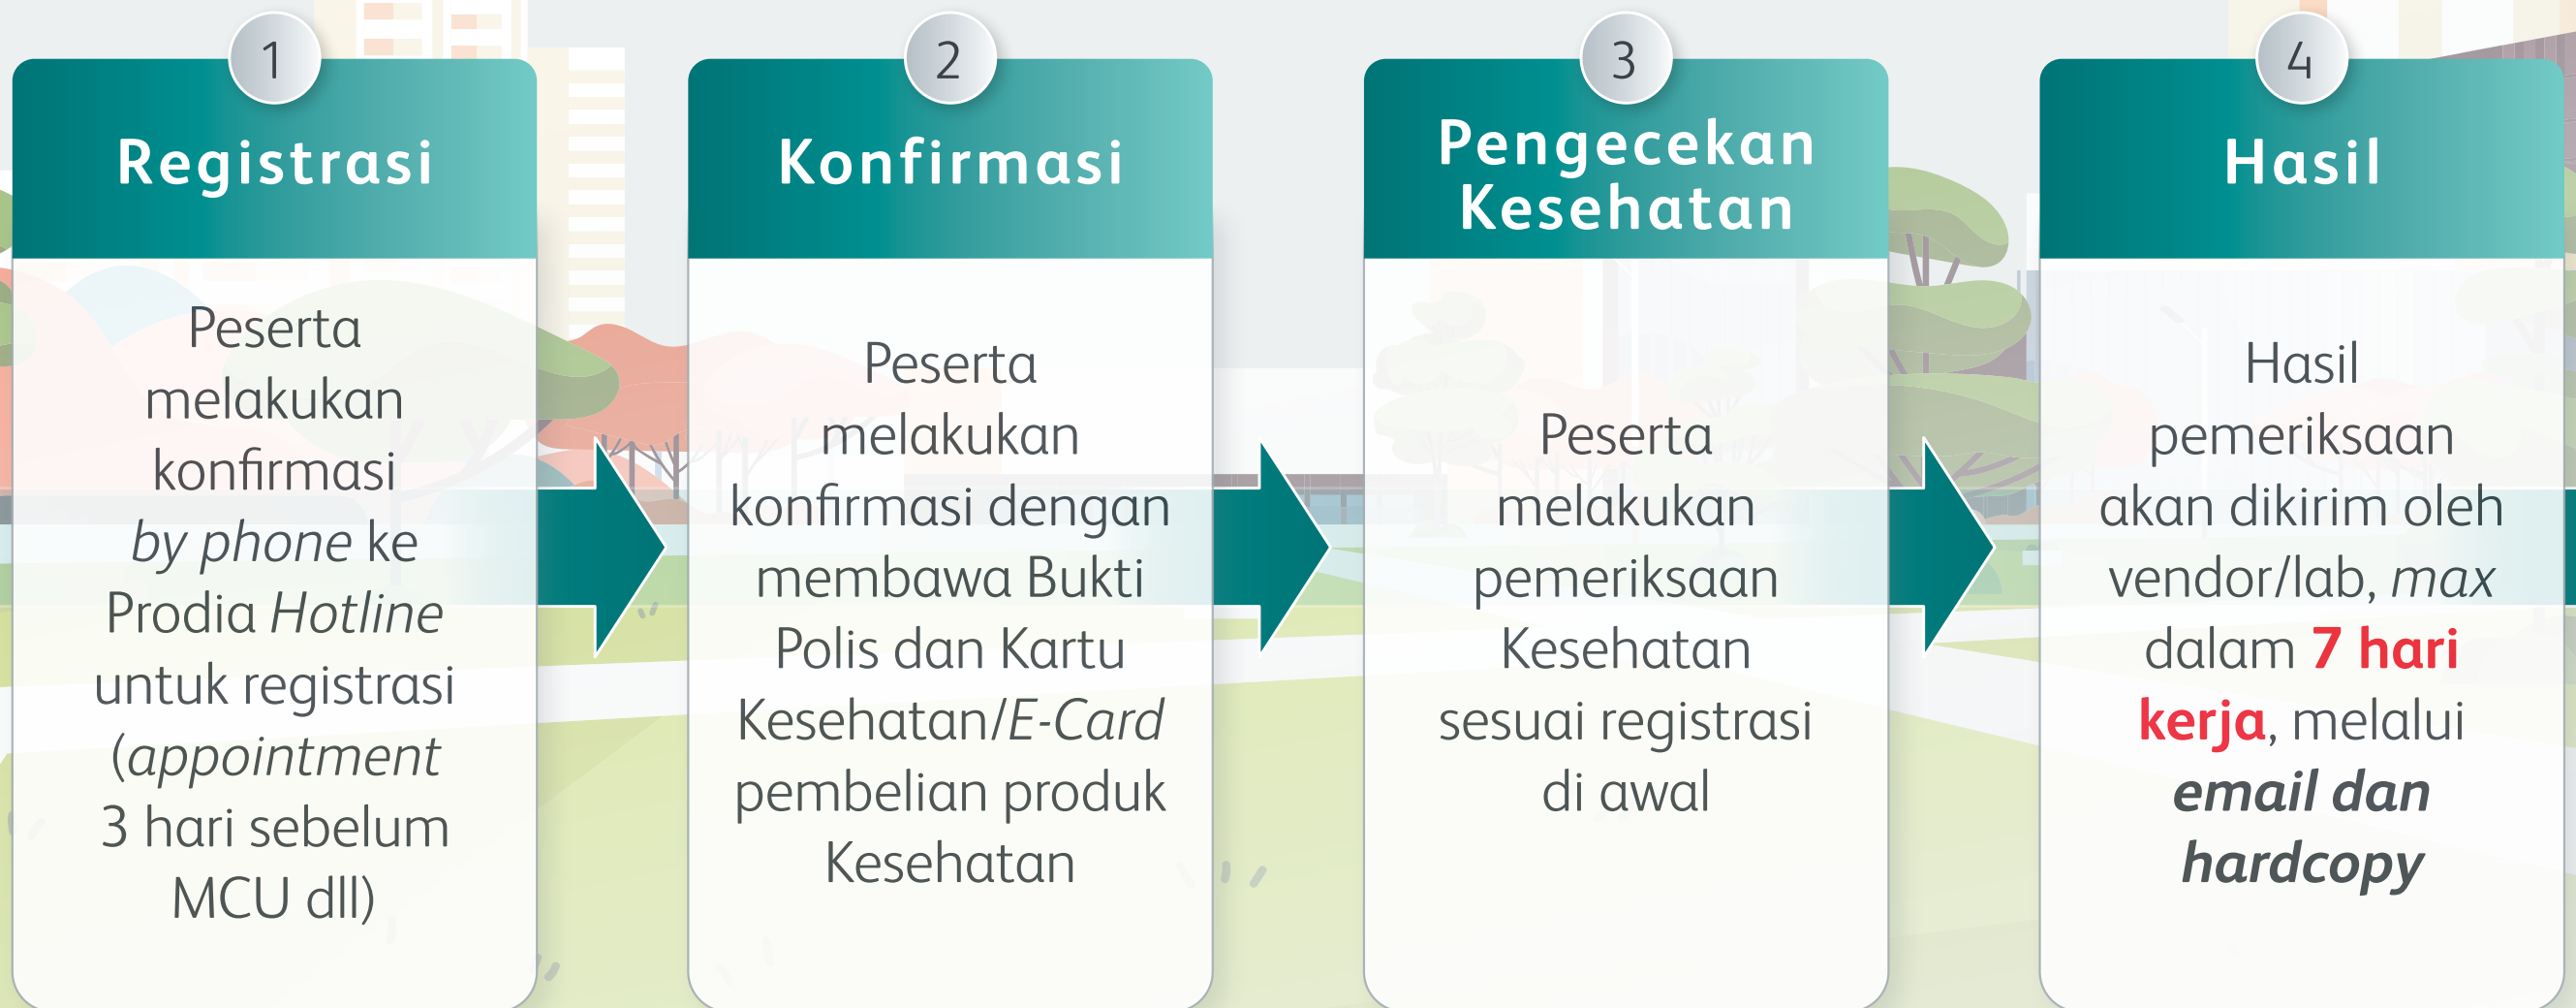 1
Registrasi
Peserta
melakukan
konfirmasi
by phone ke
Prodia Hotline
untuk registrasi
(appointment
3 hari sebelum
MCU dll)
2
Konfirmasi
Peserta
melakukan
konfirmasi dengan
membawa Bukti
Polis dan Kartu
Kesehatan/E-Card
pembelian produk
Kesehatan
3
Pengecekan
Kesehatan
Peserta
melakukan
pemeriksaan
Kesehatan
sesuai registrasi
di awal
4
Hasil
Hasil
pemeriksaan
akan dikirim oleh
vendor/lab, max
dalam 7 hari
kerja, melalui
email dan
hardcopy